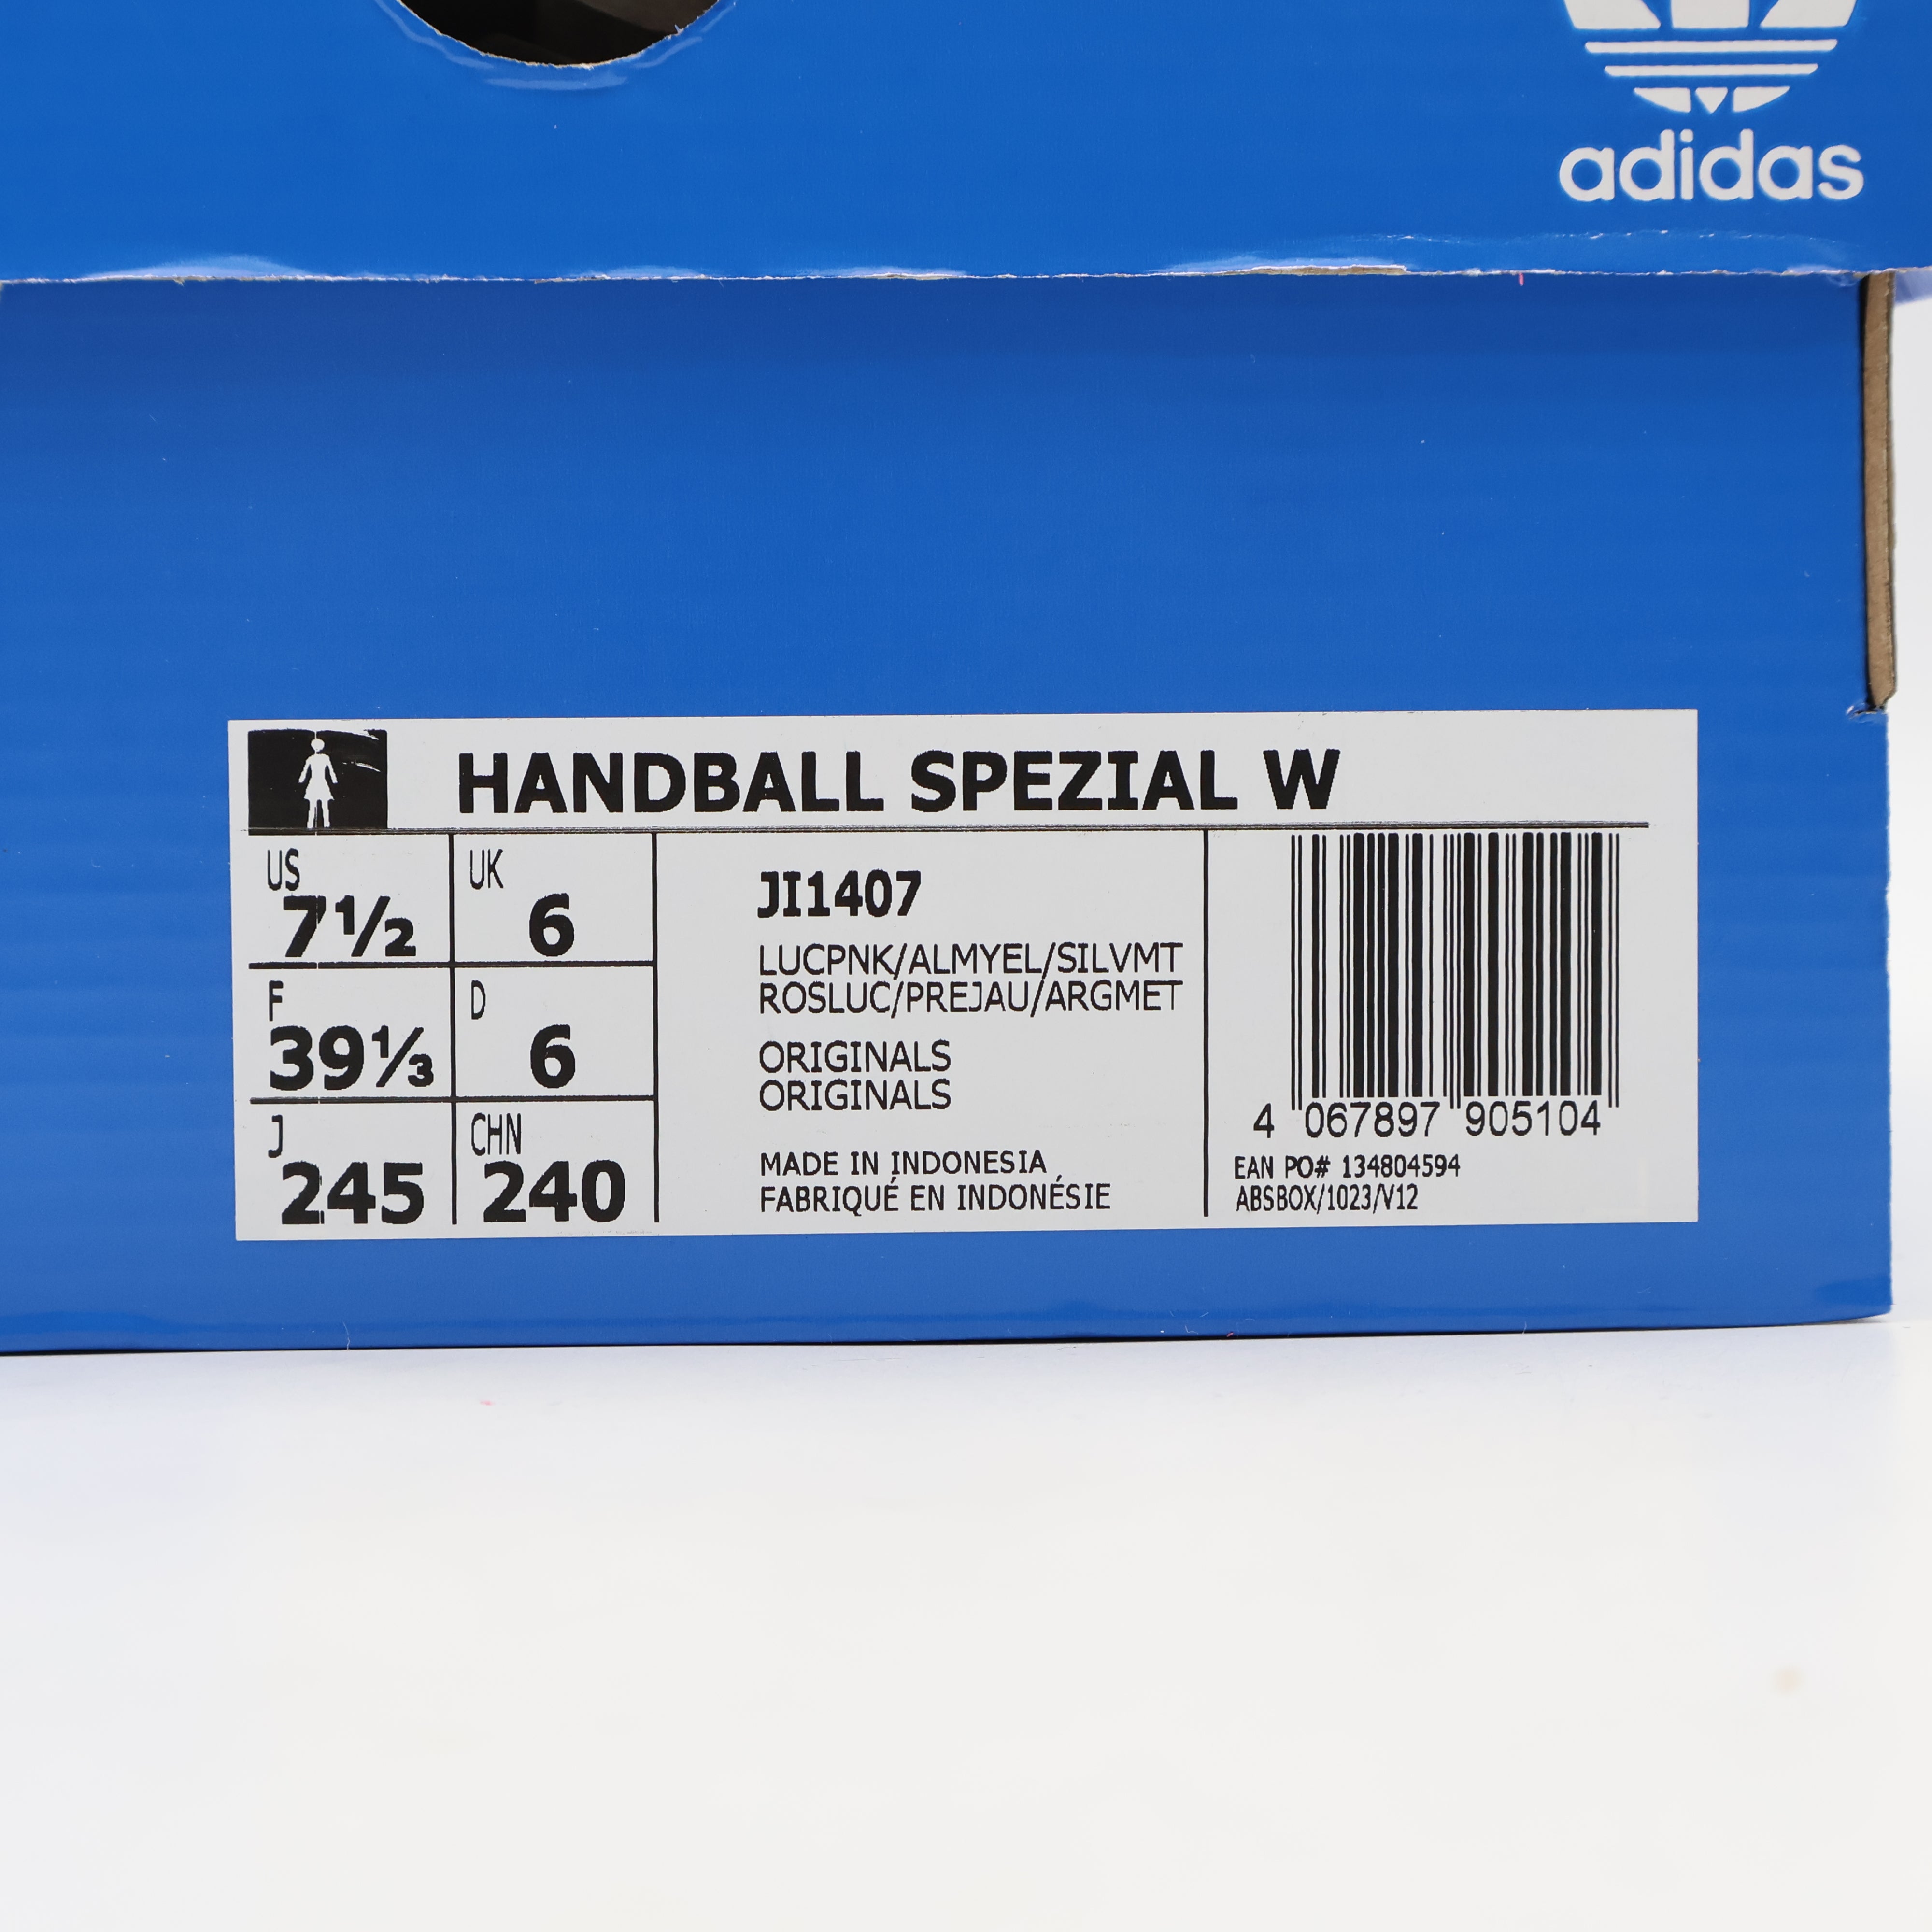 adidas
HANDBALL SPEZIAL W
US
7½
UK
6
F
39⅓
D
6
J
245
CHN
240
JI1407
LUCPNK/ALMYEL/SILVMT
ROSLUC/PREJAU/ARGMET
ORIGINALS
ORIGINALS
MADE IN INDONESIA
FABRIQUÉ EN INDONÉSIE
4 067897 905104
EAN PO# 134804594
ABSBOX/1023/V12